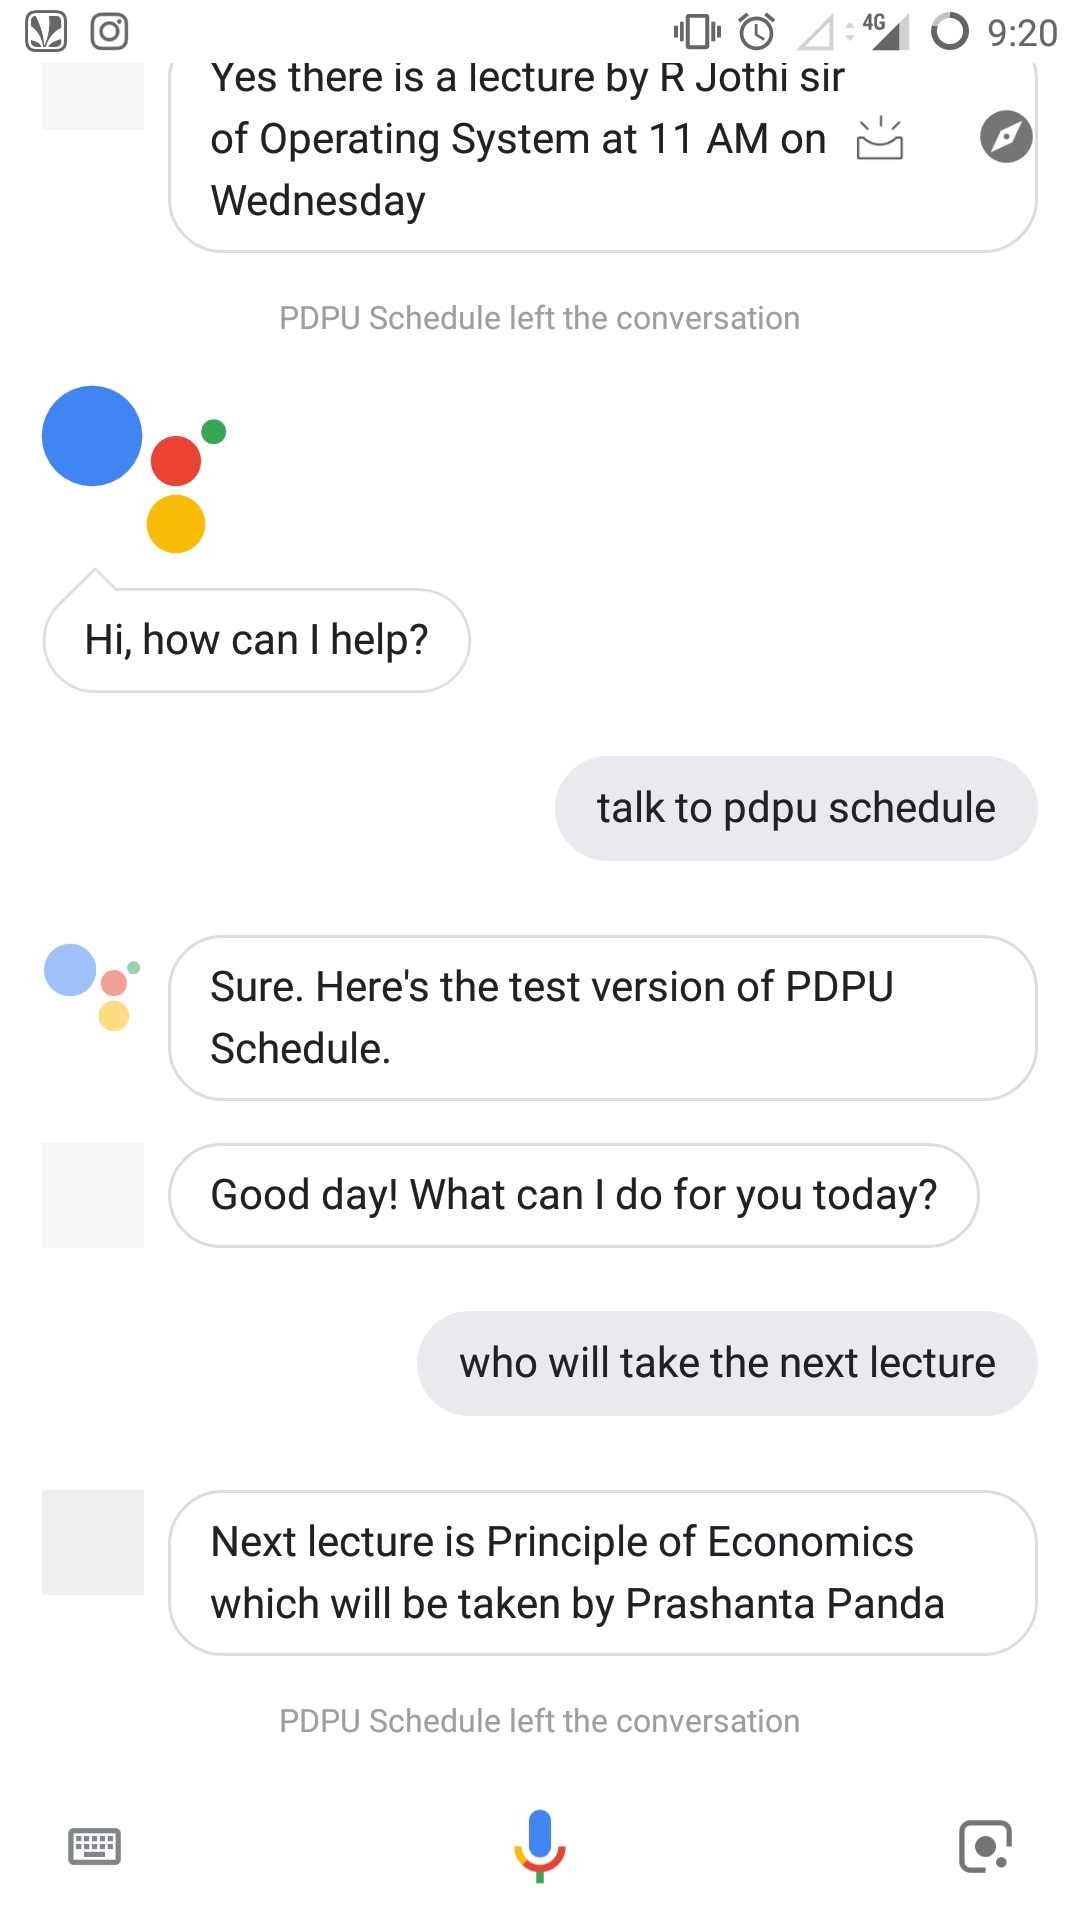 4G 9:20
Yes there is a lecture by R Jothi sir
of Operating System at 11 AM on
Wednesday
PDPU Schedule left the conversation
Hi, how can I help?
talk to pdpu schedule
Sure. Here's the test version of PDPU
Schedule.
Good day! What can I do for you today?
who will take the next lecture
Next lecture is Principle of Economics
which will be taken by Prashanta Panda
PDPU Schedule left the conversation